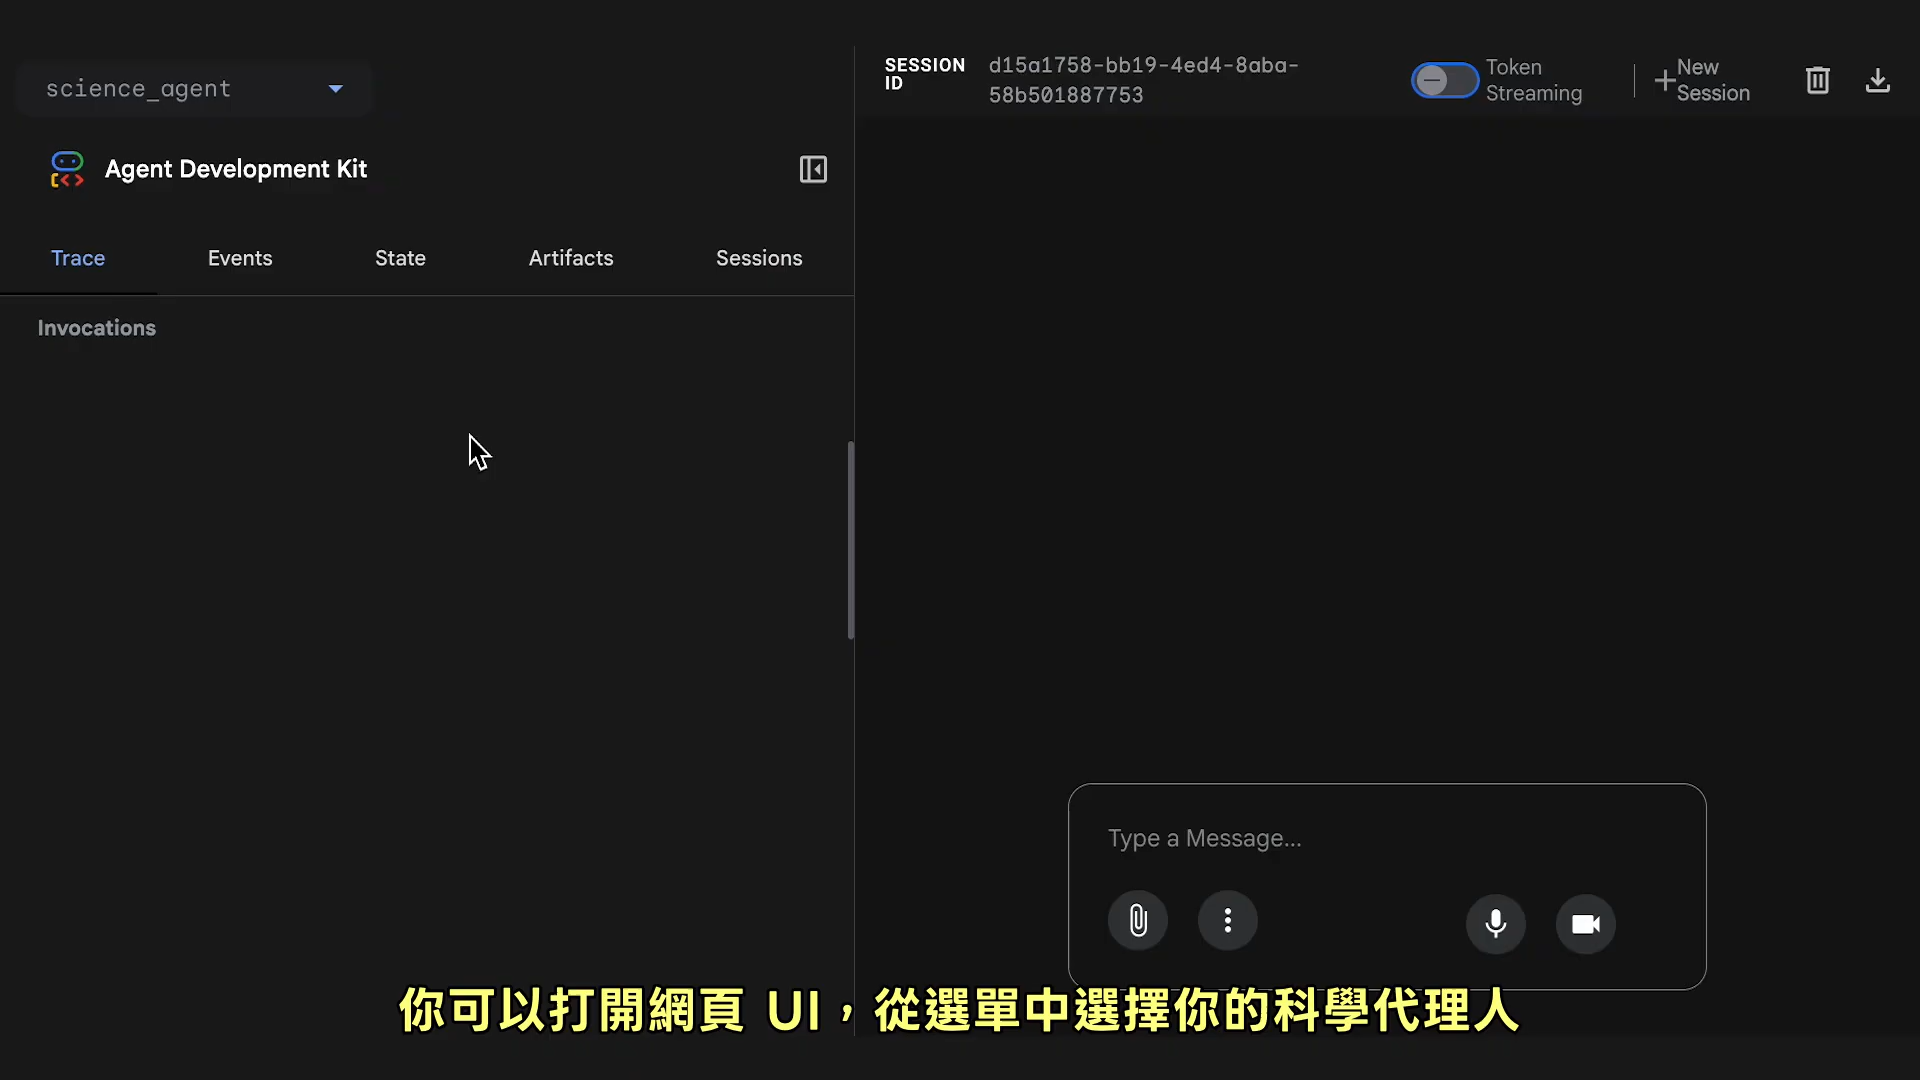 science_agent
SESSION
ID
d15a1758-bb19-4ed4-8aba-
58b501887753
Token
Streaming
New
Session
Agent Development Kit
Trace
Events
State
Artifacts
Sessions
Invocations
Type a Message...
你可以打開網頁 UI，從選單中選擇你的科學代理人